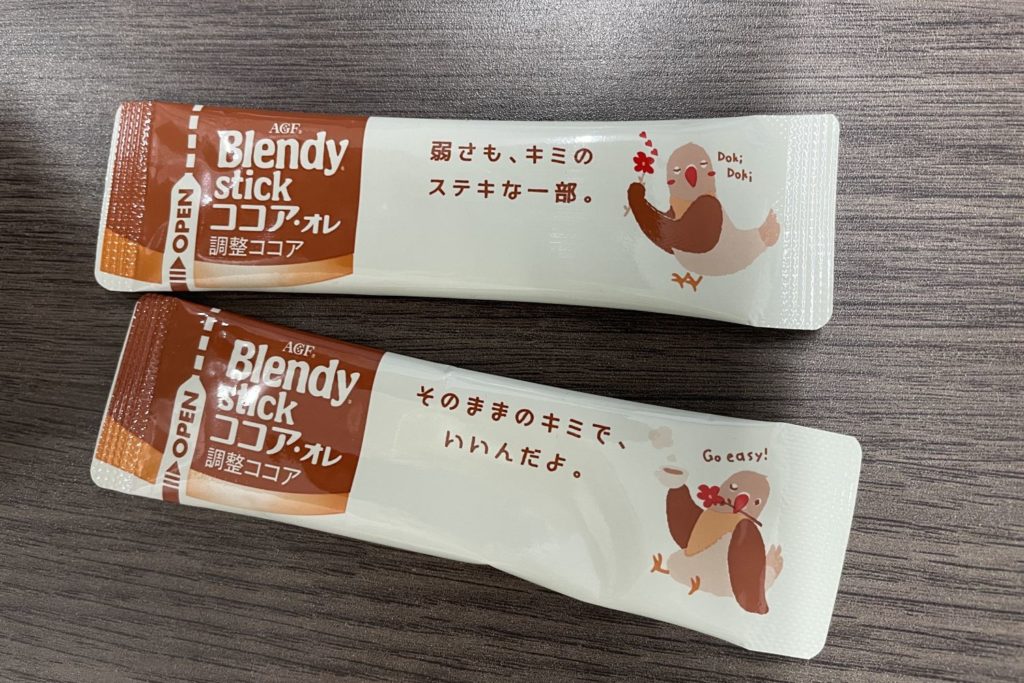 AGF®
Blendy®
stick
ココア・オレ
調整ココア
OPEN
弱さも、キミの
ステキな一部。
Doki
Doki
AGF®
Blendy®
stick
ココア・オレ
調整ココア
OPEN
そのままのキミで、
いいんだよ。
Go easy!